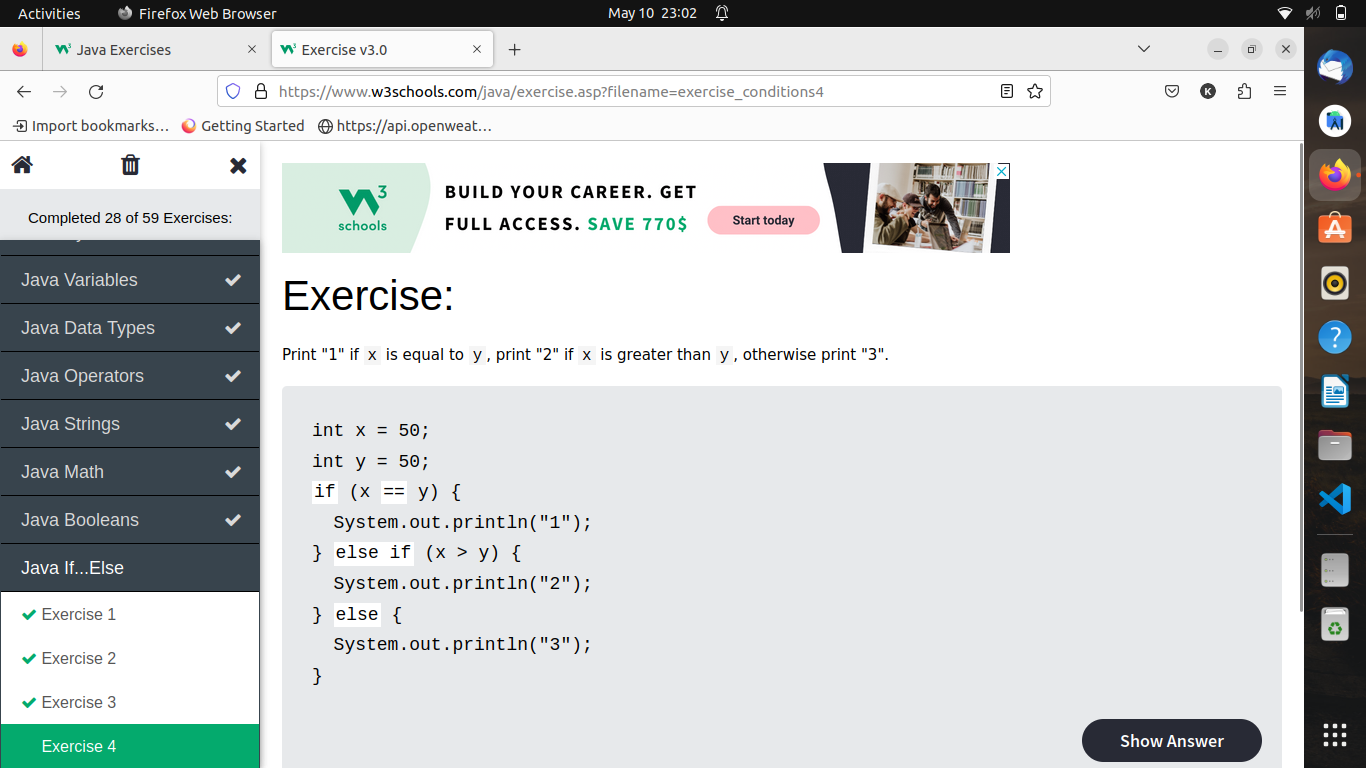 Activities Firefox Web Browser May 10 23:02
Java Exercises Exercise v3.0
https://www.w3schools.com/java/exercise.asp?filename=exercise_conditions4 K
Import bookmarks… Getting Started https://api.openweat…
Completed 28 of 59 Exercises:
Java Variables
Java Data Types
Java Operators
Java Strings
Java Math
Java Booleans
Java If...Else
Exercise 1
Exercise 2
Exercise 3
Exercise 4
W3
schools
BUILD YOUR CAREER. GET
FULL ACCESS. SAVE 770$
Start today
Exercise:
Print "1" if x is equal to y, print "2" if x is greater than y, otherwise print "3".
int x = 50;
int y = 50;
if (x == y) {
  System.out.println("1");
} else if (x > y) {
  System.out.println("2");
} else {
  System.out.println("3");
}
Show Answer